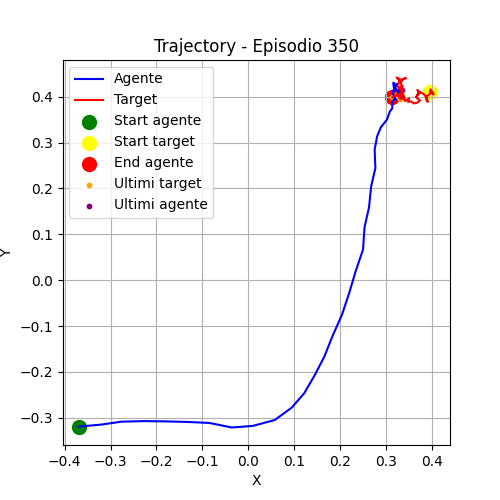 Trajectory - Episodio 350
Agente
Target
Start agente
Start target
End agente
Ultimi target
Ultimi agente
Y
0.4
0.3
0.2
0.1
0.0
−0.1
−0.2
−0.3
−0.4 −0.3 −0.2 −0.1 0.0 0.1 0.2 0.3 0.4
X